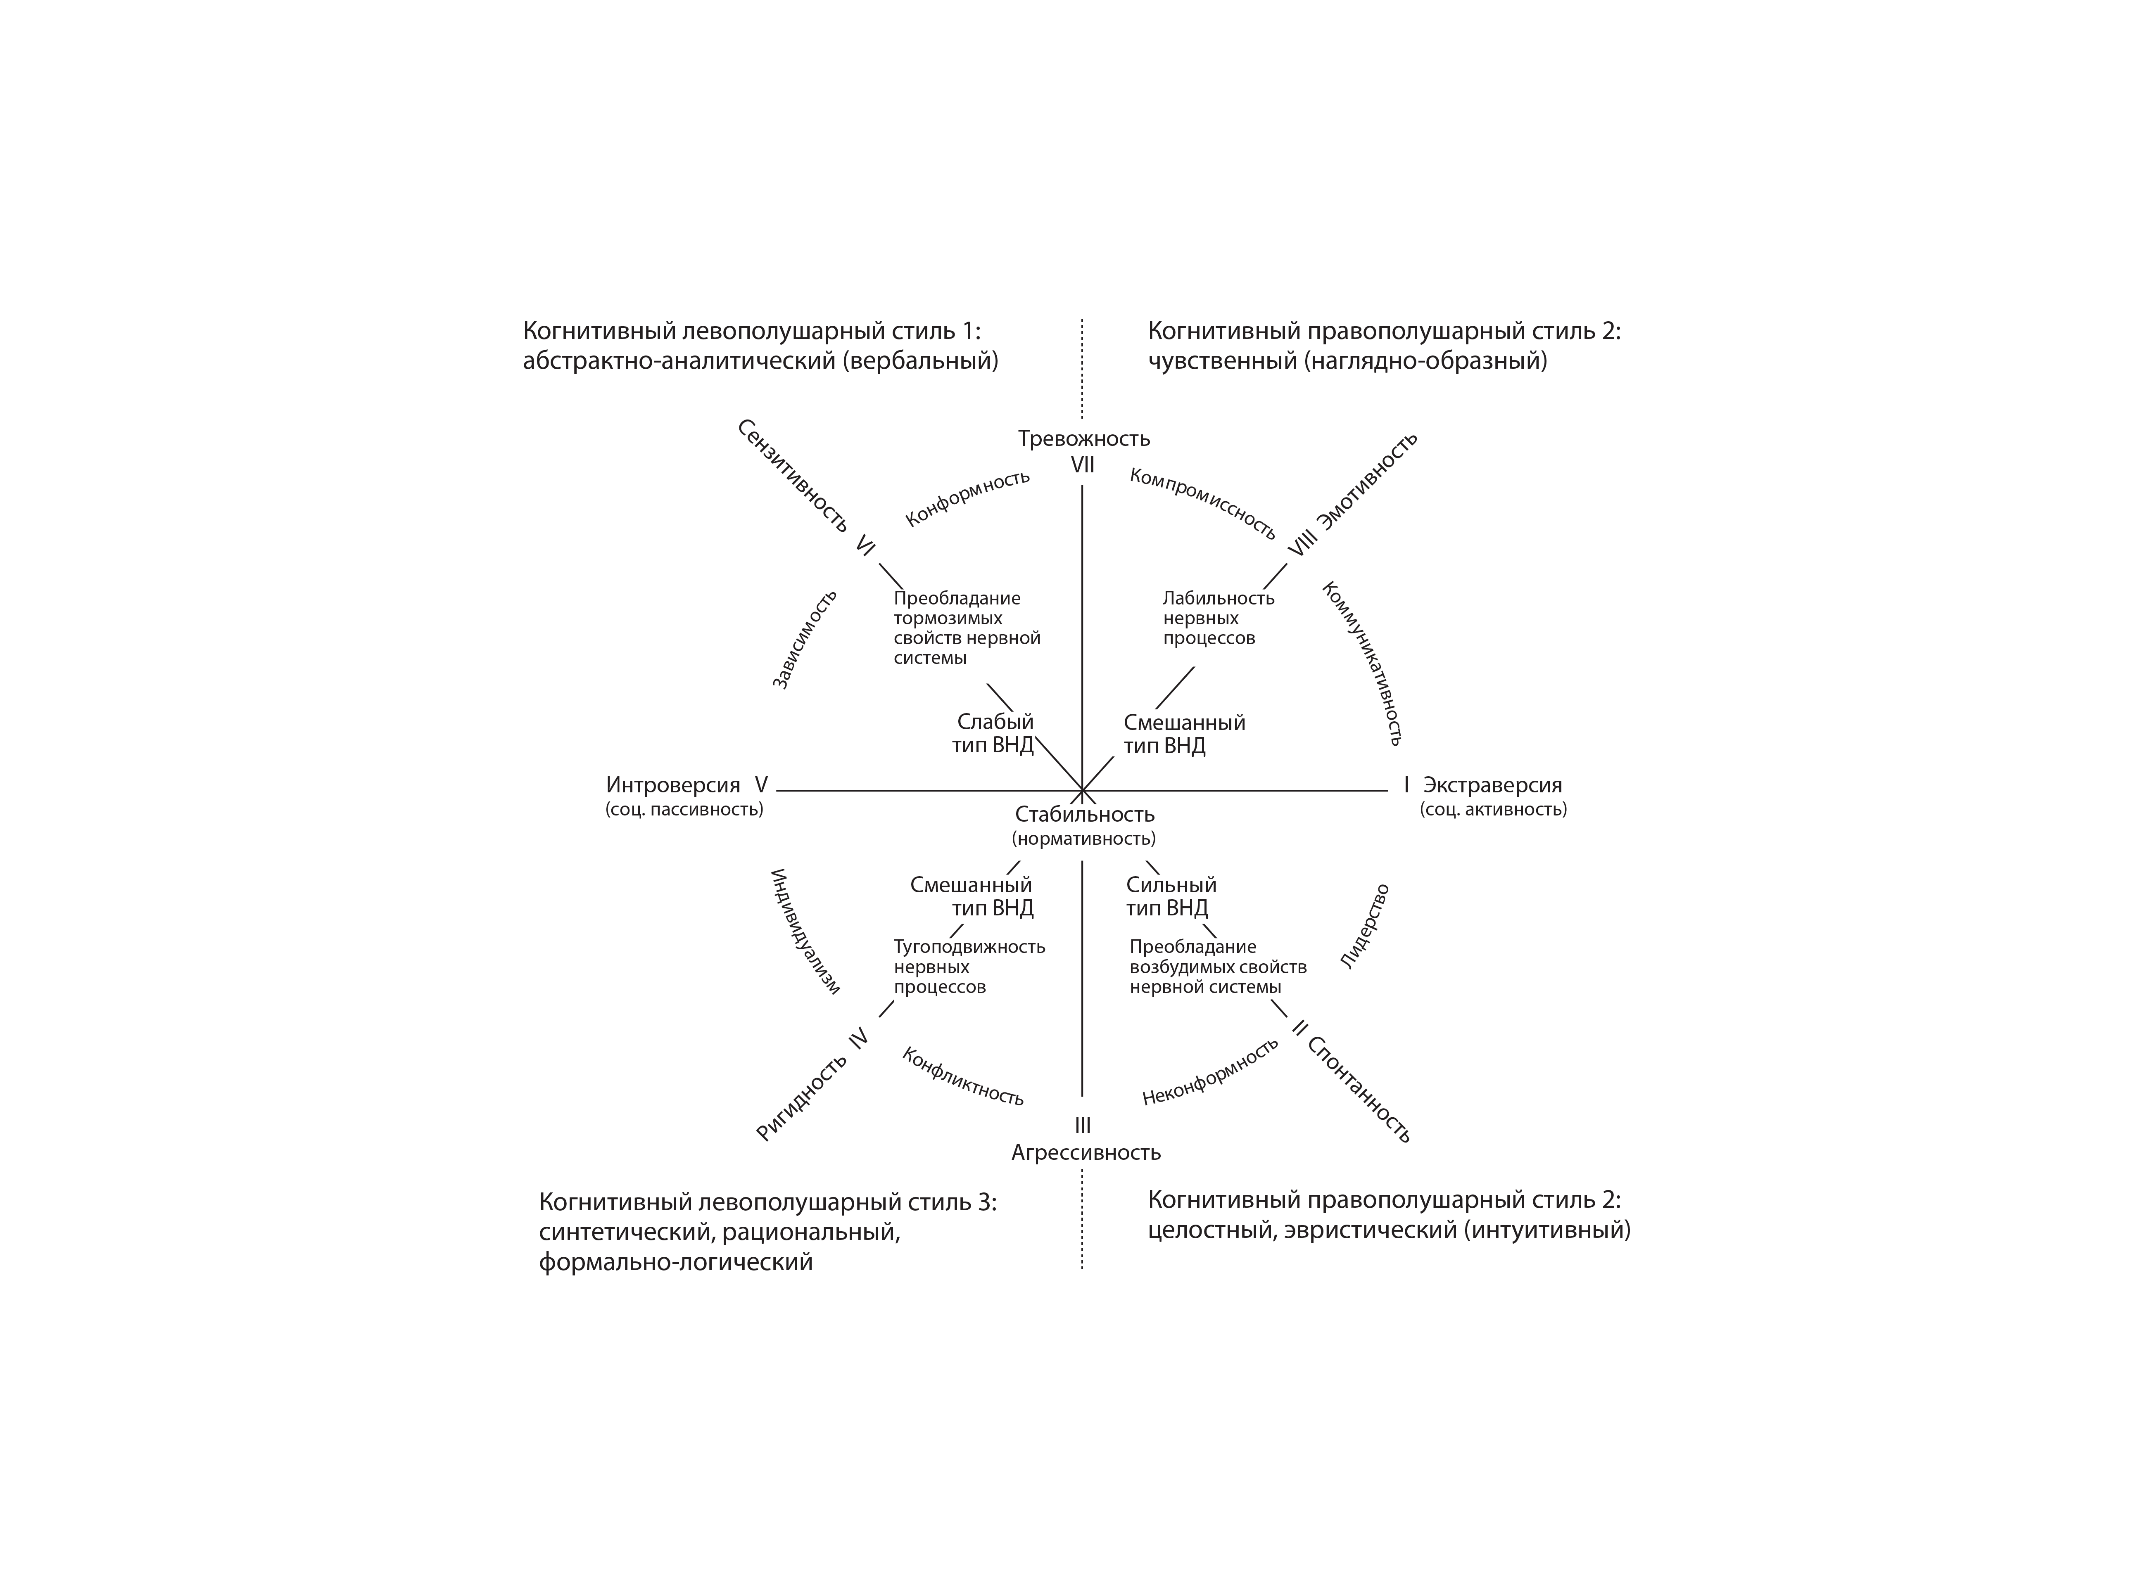 Когнитивный левополушарный стиль 1:
абстрактно-аналитический (вербальный)
Когнитивный правополушарный стиль 2:
чувственный (наглядно-образный)
Тревожность
VII
Сензитивность VI
Конформность
Компромиссность
VIII Эмотивность
Зависимость
Преобладание
тормозимых
свойств нервной
системы
Лабильность
нервных
процессов
Коммуникативность
Слабый
тип ВНД
Смешанный
тип ВНД
Интроверсия V
(соц. пассивность)
I Экстраверсия
(соц. активность)
Стабильность
(нормативность)
Индивидуализм
Смешанный
тип ВНД
Тугоподвижность
нервных
процессов
Сильный
тип ВНД
Преобладание
возбудимых свойств
нервной системы
Лидерство
Ригидность IV
Конфликтность
Неконформность
II Спонтанность
III
Агрессивность
Когнитивный левополушарный стиль 3:
синтетический, рациональный,
формально-логический
Когнитивный правополушарный стиль 2:
целостный, эвристический (интуитивный)